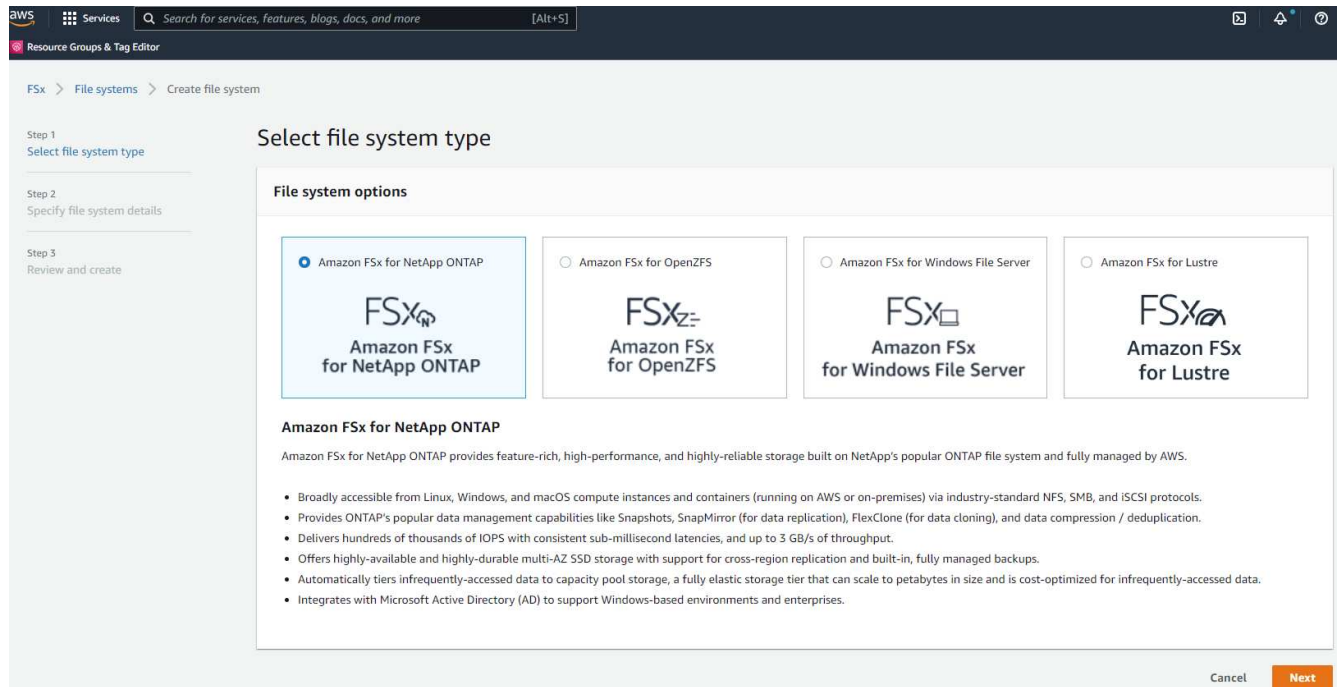 aws
Services
Search for services, features, blogs, docs, and more
[Alt+S]
Resource Groups & Tag Editor
FSx > File systems > Create file system
Step 1
Select file system type
Step 2
Specify file system details
Step 3
Review and create
Select file system type
File system options
Amazon FSx for NetApp ONTAP
FSx N
Amazon FSx
for NetApp ONTAP
Amazon FSx for OpenZFS
FSx Z
Amazon FSx
for OpenZFS
Amazon FSx for Windows File Server
FSx
Amazon FSx
for Windows File Server
Amazon FSx for Lustre
FSx
Amazon FSx
for Lustre
Amazon FSx for NetApp ONTAP
Amazon FSx for NetApp ONTAP provides feature-rich, high-performance, and highly-reliable storage built on NetApp's popular ONTAP file system and fully managed by AWS.
• Broadly accessible from Linux, Windows, and macOS compute instances and containers (running on AWS or on-premises) via industry-standard NFS, SMB, and iSCSI protocols.
• Provides ONTAP's popular data management capabilities like Snapshots, SnapMirror (for data replication), FlexClone (for data cloning), and data compression / deduplication.
• Delivers hundreds of thousands of IOPS with consistent sub-millisecond latencies, and up to 3 GB/s of throughput.
• Offers highly-available and highly-durable multi-AZ SSD storage with support for cross-region replication and built-in, fully managed backups.
• Automatically tiers infrequently-accessed data to capacity pool storage, a fully elastic storage tier that can scale to petabytes in size and is cost-optimized for infrequently-accessed data.
• Integrates with Microsoft Active Directory (AD) to support Windows-based environments and enterprises.
Cancel
Next